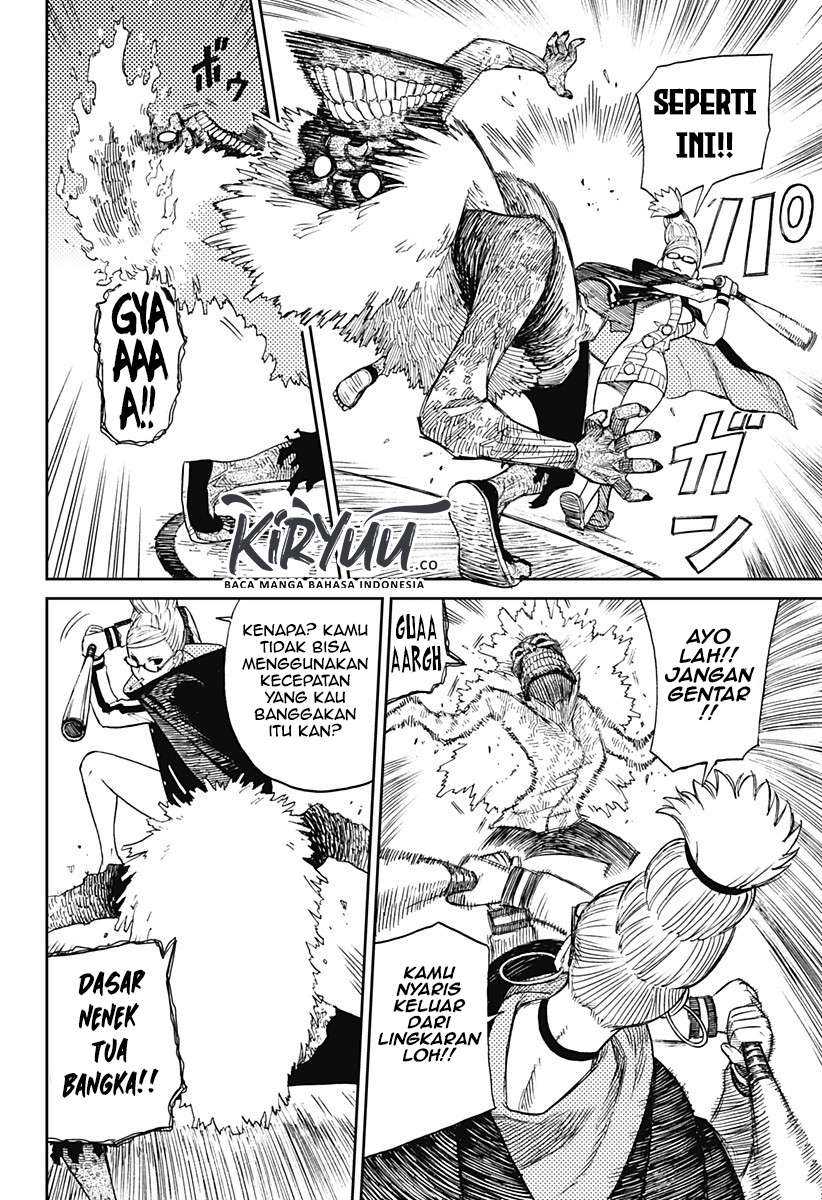 SEPERTI
INI!!
パ
ガ
ン
ボ
ゥ
GYA
AAA
A!!
KIRYUU.CO
BACA MANGA BAHASA INDONESIA
AYO
LAH!!
JANGAN
GENTAR
!!
GUAA
AARGH
KAMU
NYARIS
KELUAR
DARI
LINGKARAN
LOH!!
KENAPA? KAMU
TIDAK BISA
MENGGUNAKAN
KECEPATAN
YANG KAU
BANGGAKAN
ITU KAN?
DASAR
NENEK
TUA
BANGKA!!